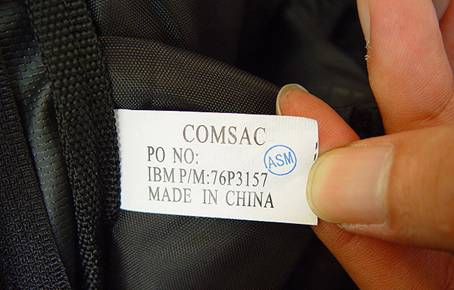 COMSAC
PO NO:
ASM
IBM P/M:76P3157
MADE IN CHINA